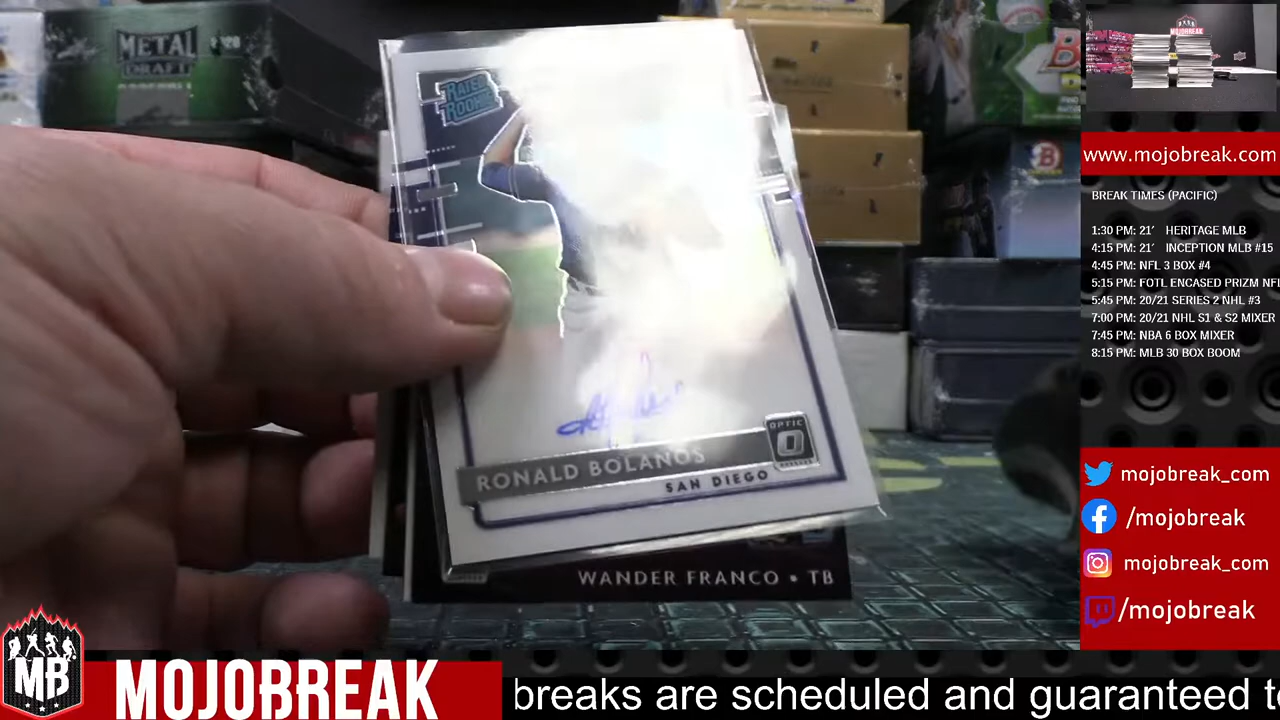 METAL
DRAFT
RATED
ROOKIE
OPTIC
RONALD BOLANOS
SAN DIEGO
WANDER FRANCO • TB
MOJOBREAK
www.mojobreak.com
BREAK TIMES (PACIFIC)
1:30 PM: 21' HERITAGE MLB
4:15 PM: 21' INCEPTION MLB #15
4:45 PM: NFL 3 BOX #4
5:15 PM: FOTL ENCASED PRIZM NF
5:45 PM: 20/21 SERIES 2 NHL #3
7:00 PM: 20/21 NHL S1 & S2 MIXER
7:45 PM: NBA 6 BOX MIXER
8:15 PM: MLB 30 BOX BOOM
mojobreak_com
/mojobreak
mojobreak_com
/mojobreak
MB
MOJOBREAK
breaks are scheduled and guaranteed t